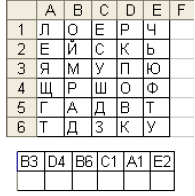 A B C D E F
1 Л О Е Р Ч
2 Е Й С К Ь
3 Я М У П Ю
4 Щ Р Ш О Ф
5 Г А Д В Т
6 Т Д З К У
B3 D4 B6 C1 A1 E2